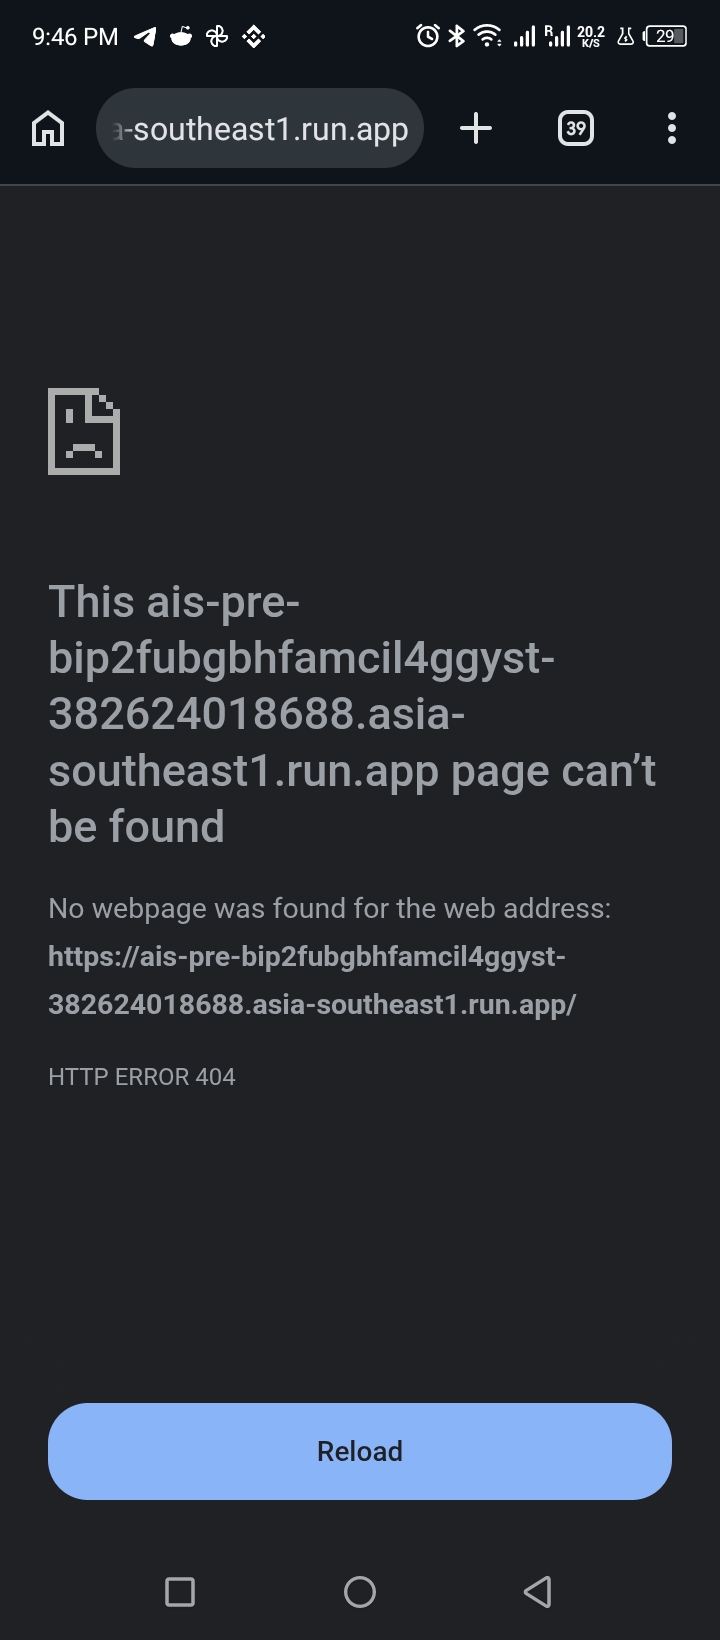 9:46 PM R 20.2 K/S 29
a-southeast1.run.app 39
This ais-pre-
bip2fubgbhfamcil4ggyst-
382624018688.asia-
southeast1.run.app page can’t
be found
No webpage was found for the web address:
https://ais-pre-bip2fubgbhfamcil4ggyst-
382624018688.asia-southeast1.run.app/
HTTP ERROR 404
Reload